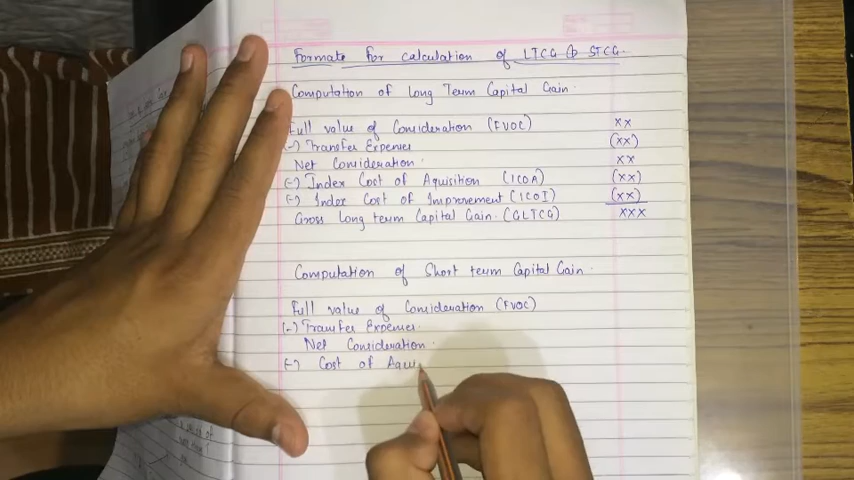 Formate for calculation of LTCG & STCG.
Computation of Long Term Capital Gain.
Full value of Consideration (FVOC) xx
(-) Transfer Expenses (xx)
Net Consideration. xx
(-) Index Cost of Aquisition (ICOA) (xx)
(-) Index Cost of Improvement (ICOI) (xx)
Gross Long term Capital Gain. (GLTCG) xxx
Computation of Short term Capital Gain.
Full value of Consideration (FVOC)
(-) Transfer Expenses.
Net Consideration.
(-) Cost of Aqui